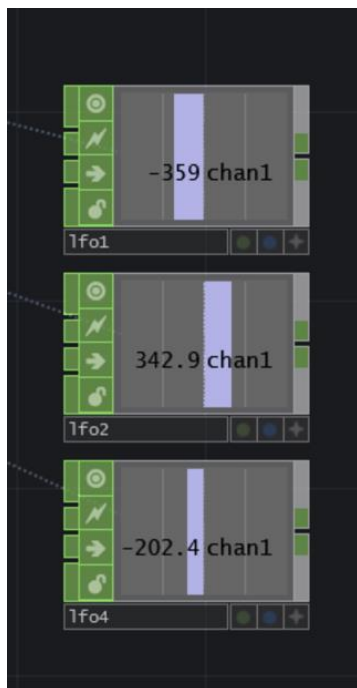 -359 chan1
lfo1
342.9 chan1
lfo2
-202.4 chan1
lfo4